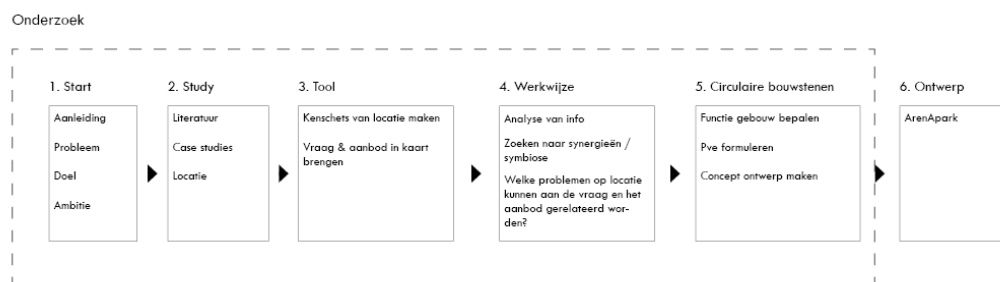 Onderzoek
1. Start
Aanleiding
Probleem
Doel
Ambitie
2. Study
Literatuur
Case studies
Locatie
3. Tool
Kenschets van locatie maken
Vraag & aanbod in kaart
brengen
4. Werkwijze
Analyse van info
Zoeken naar synergieën /
symbiose
Welke problemen op locatie
kunnen aan de vraag en het
aanbod gerelateerd wor-
den?
5. Circulaire bouwstenen
Functie gebouw bepalen
Pve formuleren
Concept ontwerp maken
6. Ontwerp
ArenApark